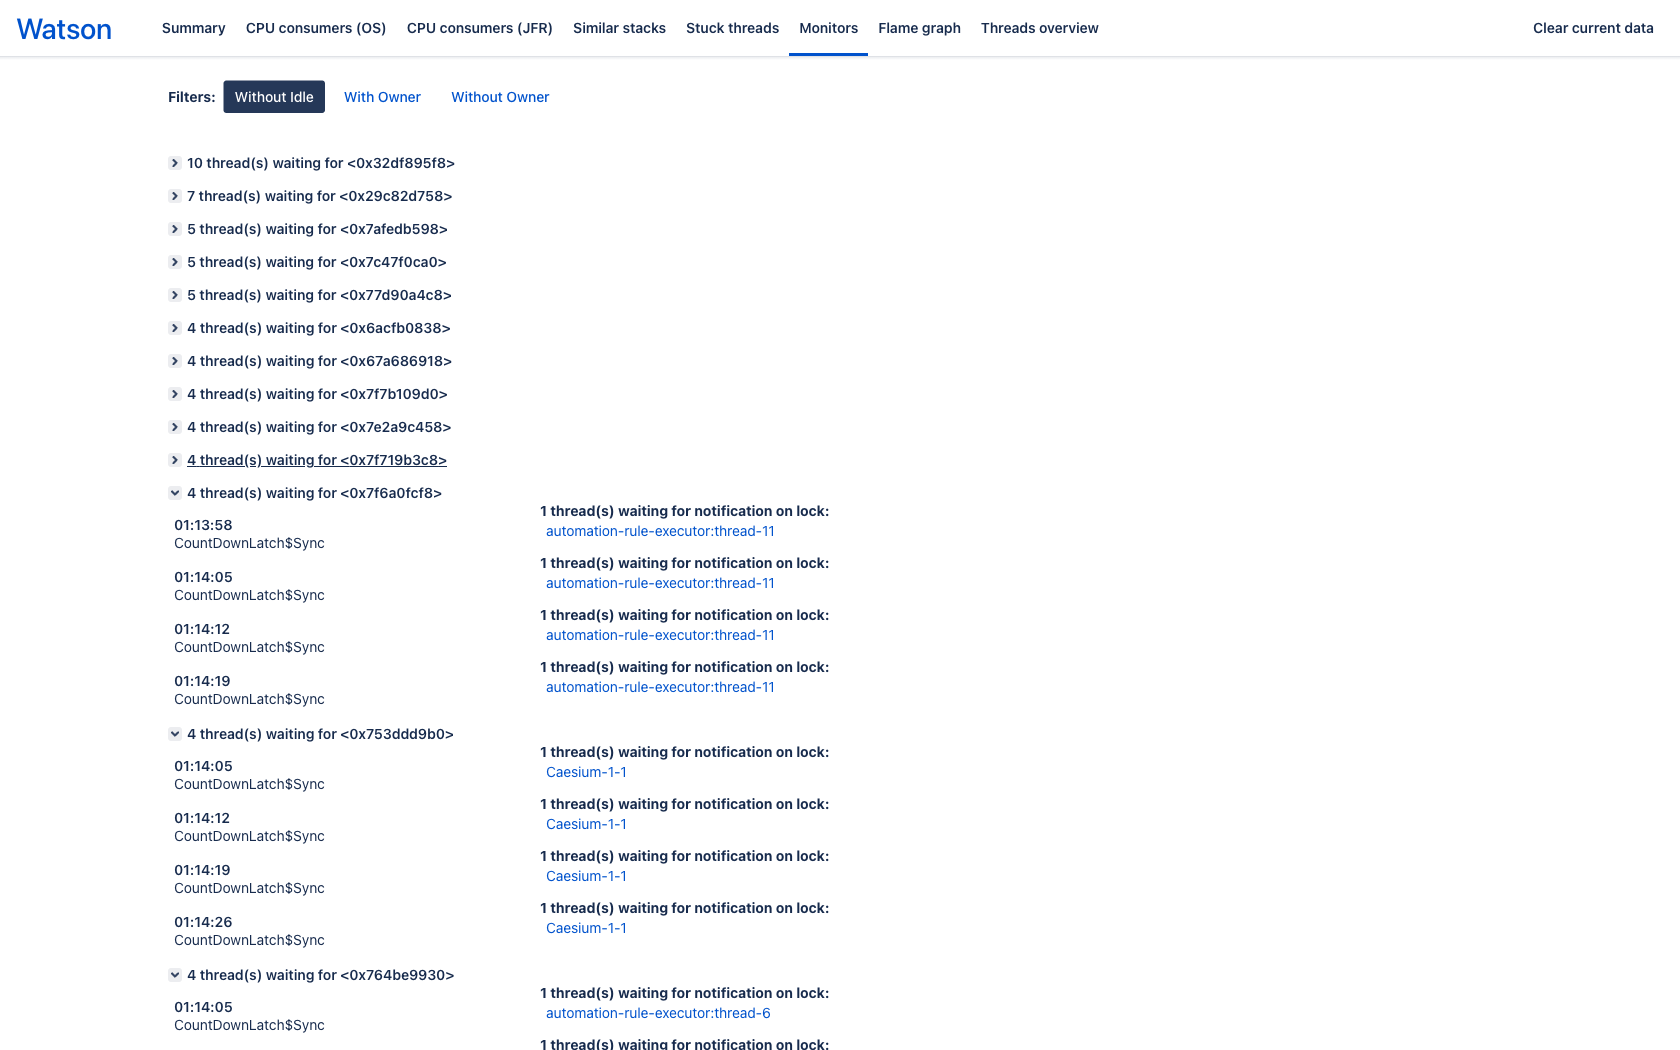 Watson
Summary
CPU consumers (OS)
CPU consumers (JFR)
Similar stacks
Stuck threads
Monitors
Flame graph
Threads overview
Clear current data
Filters:
Without Idle
With Owner
Without Owner
10 thread(s) waiting for <0x32df895f8>
7 thread(s) waiting for <0x29c82d758>
5 thread(s) waiting for <0x7afedb598>
5 thread(s) waiting for <0x7c47f0ca0>
5 thread(s) waiting for <0x77d90a4c8>
4 thread(s) waiting for <0x6acfb0838>
4 thread(s) waiting for <0x67a686918>
4 thread(s) waiting for <0x7f7b109d0>
4 thread(s) waiting for <0x7e2a9c458>
4 thread(s) waiting for <0x7f719b3c8>
4 thread(s) waiting for <0x7f6a0fcf8>
01:13:58
CountDownLatch$Sync
1 thread(s) waiting for notification on lock:
automation-rule-executor:thread-11
01:14:05
CountDownLatch$Sync
1 thread(s) waiting for notification on lock:
automation-rule-executor:thread-11
01:14:12
CountDownLatch$Sync
1 thread(s) waiting for notification on lock:
automation-rule-executor:thread-11
01:14:19
CountDownLatch$Sync
1 thread(s) waiting for notification on lock:
automation-rule-executor:thread-11
4 thread(s) waiting for <0x753ddd9b0>
01:14:05
CountDownLatch$Sync
1 thread(s) waiting for notification on lock:
Caesium-1-1
01:14:12
CountDownLatch$Sync
1 thread(s) waiting for notification on lock:
Caesium-1-1
01:14:19
CountDownLatch$Sync
1 thread(s) waiting for notification on lock:
Caesium-1-1
01:14:26
CountDownLatch$Sync
1 thread(s) waiting for notification on lock:
Caesium-1-1
4 thread(s) waiting for <0x764be9930>
01:14:05
CountDownLatch$Sync
1 thread(s) waiting for notification on lock:
automation-rule-executor:thread-6
1 thread(s) waiting for notification on lock: